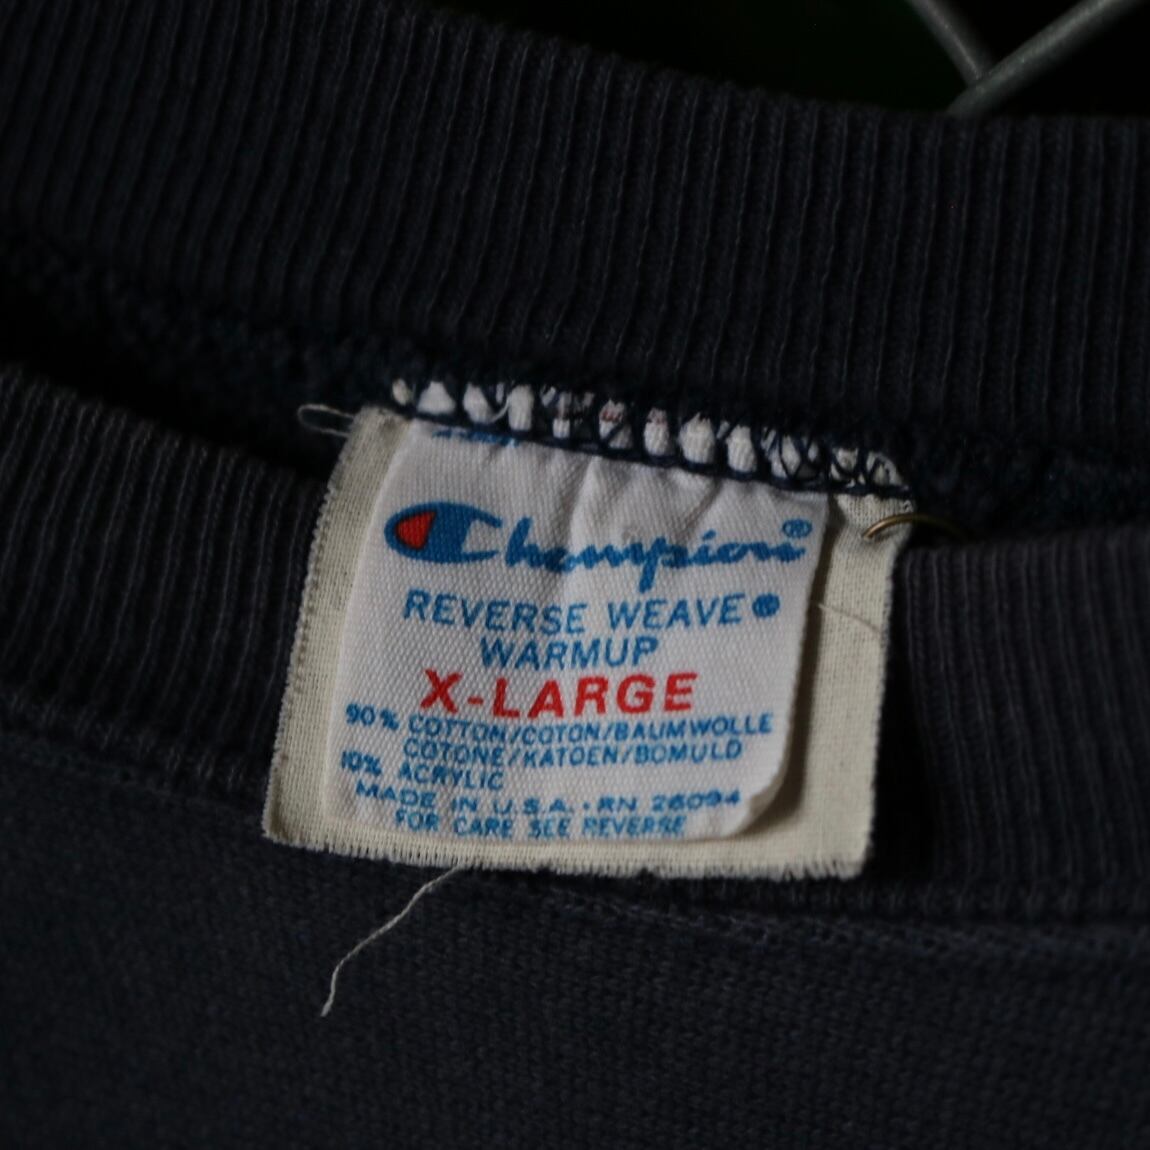 Champion®
REVERSE WEAVE®
WARMUP
X-LARGE
90% COTTON/COTON/BAUMWOLLE
COTONE/KATOEN/BOMULD
10% ACRYLIC
MADE IN U.S.A. · RN 26094
FOR CARE SEE REVERSE